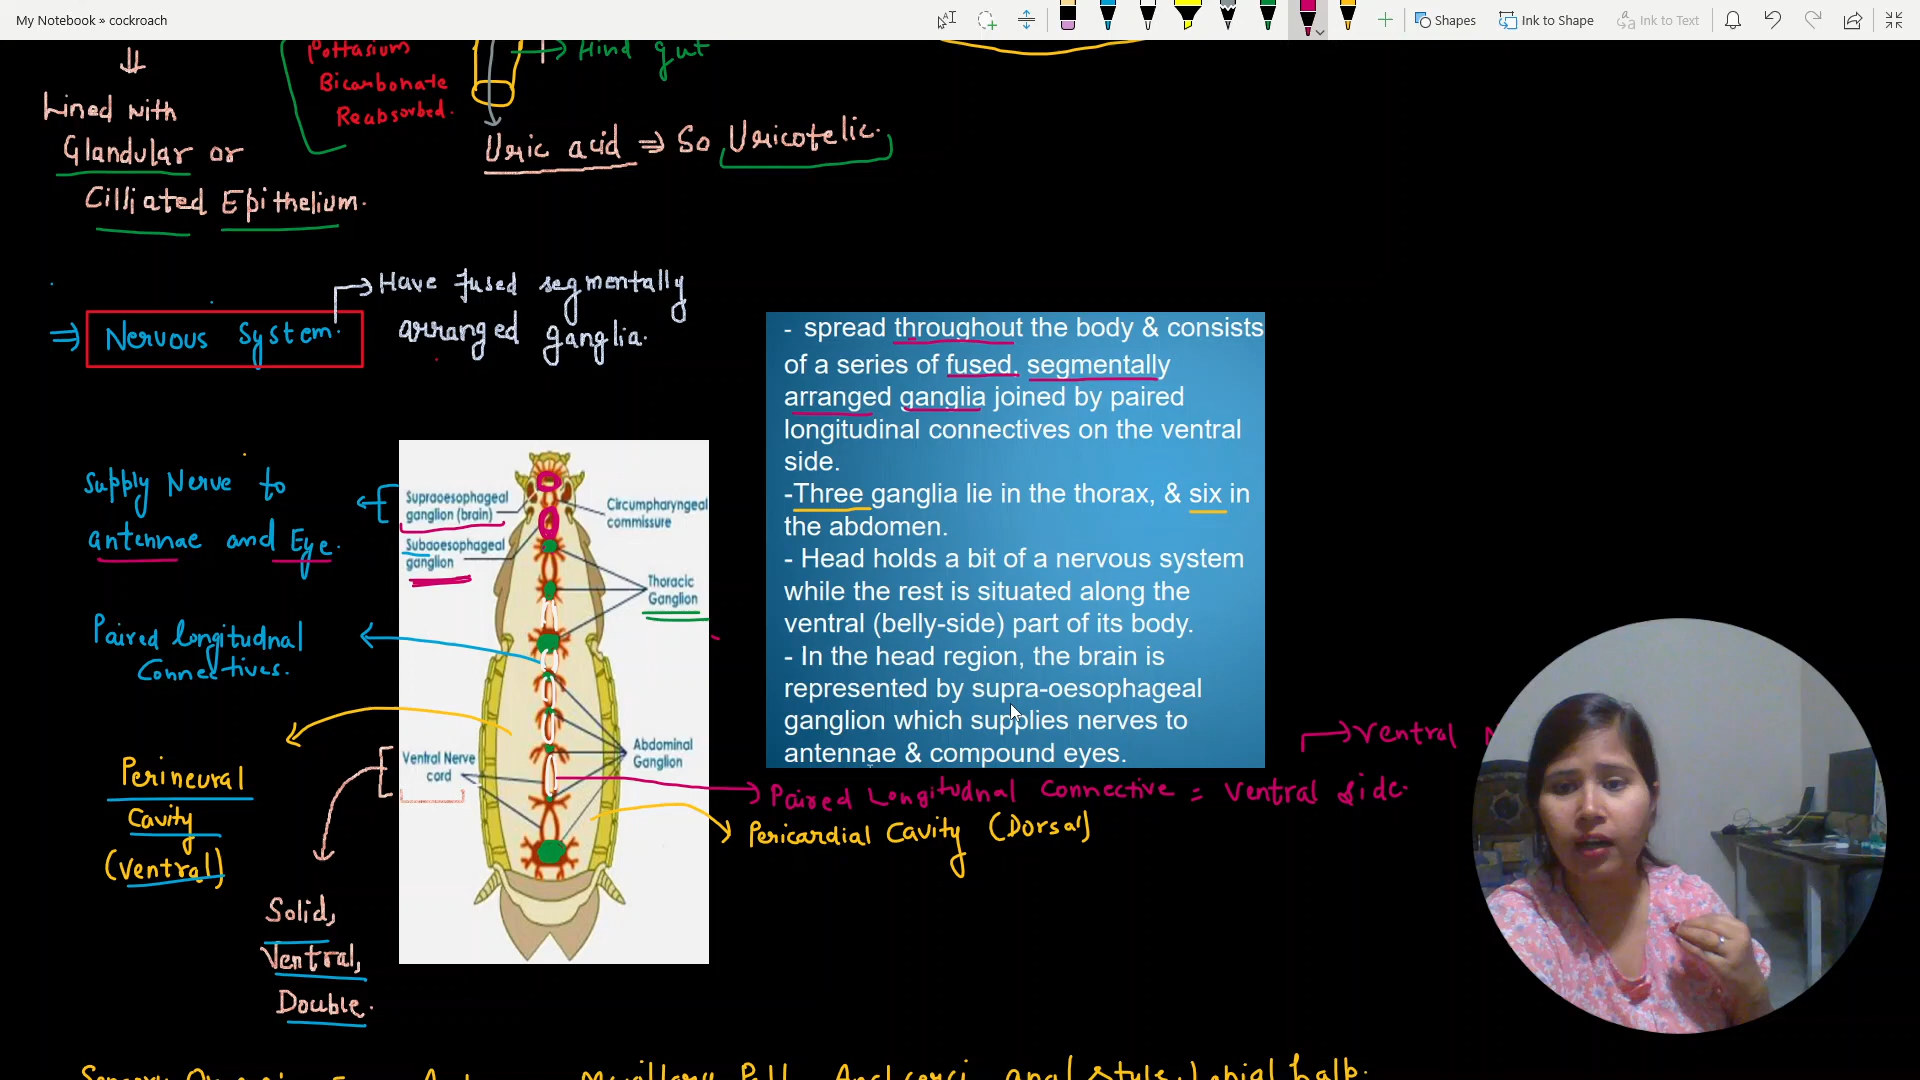 My Notebook » cockroach
Shapes
Ink to Shape
Ink to Text
Lined with
Glandular or
Cilliated Epithelium.
Pottasium
Bicarbonate
Reabsorbed.
Hind gut
Uric acid ⇒ So Uricotelic.
⇒ Nervous System.
Have fused segmentally
arranged ganglia.
Supply Nerve to
antennae and Eye.
Paired longitudnal
Connectives.
Perineural
Cavity
(Ventral)
Solid,
Ventral,
Double.
Supraoesophageal
ganglion (brain)
Circumpharyngeal
commissure
Subaoesophageal
ganglion
Thoracic
Ganglion
Ventral Nerve
cord
Abdominal
Ganglion
- spread throughout the body & consists
of a series of fused, segmentally
arranged ganglia joined by paired
longitudinal connectives on the ventral
side.
-Three ganglia lie in the thorax, & six in
the abdomen.
- Head holds a bit of a nervous system
while the rest is situated along the
ventral (belly-side) part of its body.
- In the head region, the brain is
represented by supra-oesophageal
ganglion which supplies nerves to
antennae & compound eyes.
Ventral
Paired Longitudnal Connective = Ventral side.
Pericardial Cavity (Dorsal)